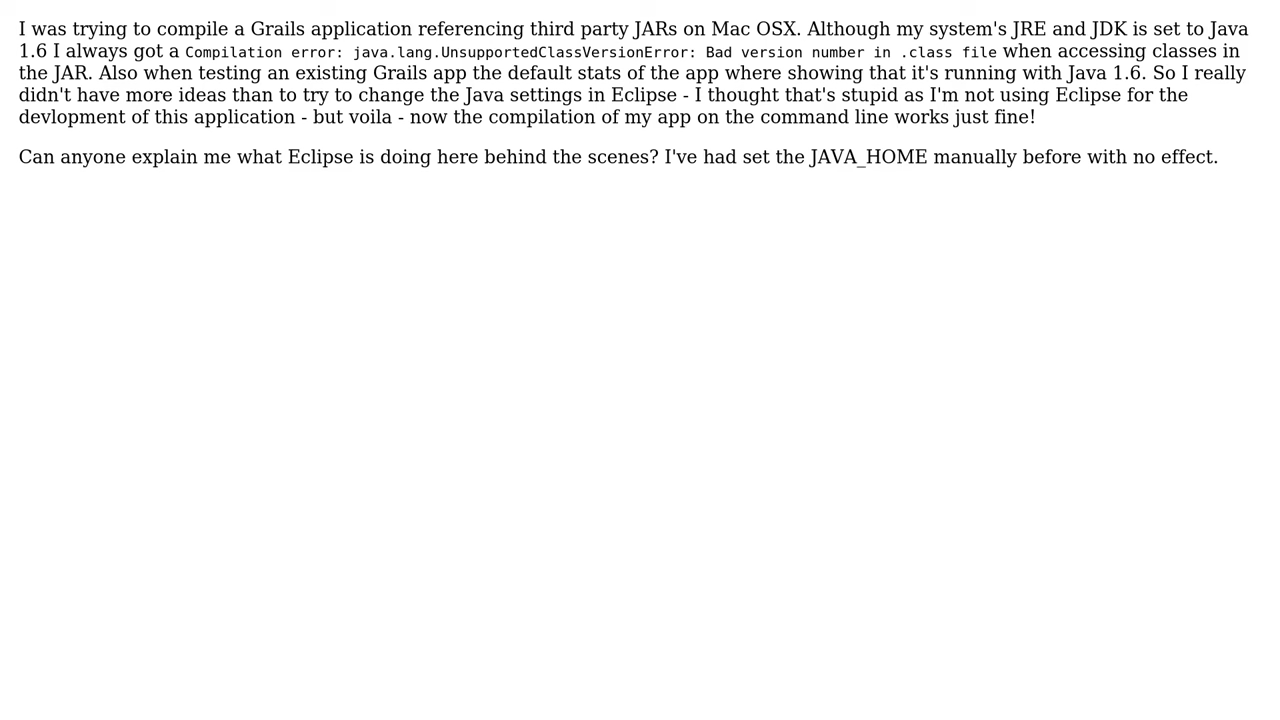 I was trying to compile a Grails application referencing third party JARs on Mac OSX. Although my system's JRE and JDK is set to Java
1.6 I always got a Compilation error: java.lang.UnsupportedClassVersionError: Bad version number in .class file when accessing classes in
the JAR. Also when testing an existing Grails app the default stats of the app where showing that it's running with Java 1.6. So I really
didn't have more ideas than to try to change the Java settings in Eclipse - I thought that's stupid as I'm not using Eclipse for the
devlopment of this application - but voila - now the compilation of my app on the command line works just fine!
Can anyone explain me what Eclipse is doing here behind the scenes? I've had set the JAVA_HOME manually before with no effect.